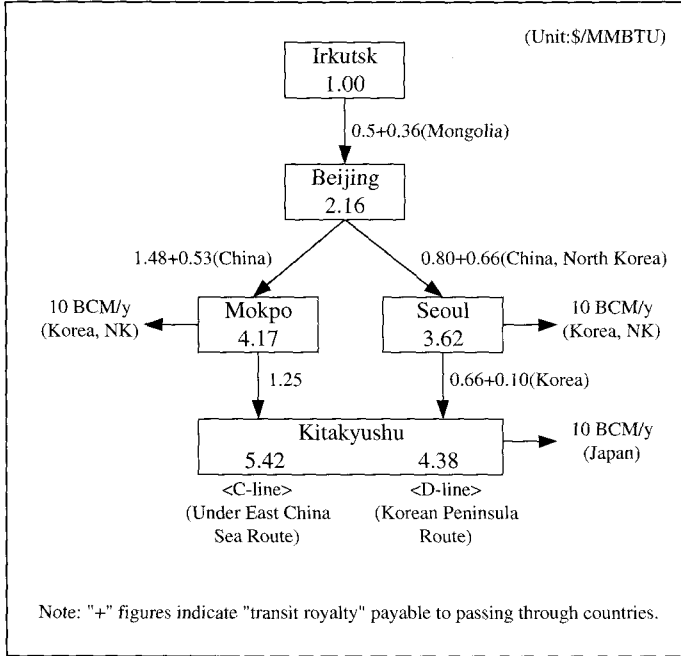 (Unit:$/MMBTU)
Irkutsk
1.00
0.5+0.36(Mongolia)
Beijing
2.16
1.48+0.53(China)
0.80+0.66(China, North Korea)
10 BCM/y
(Korea, NK)
Mokpo
4.17
Seoul
3.62
10 BCM/y
(Korea, NK)
1.25
0.66+0.10(Korea)
Kitakyushu
5.42
4.38
10 BCM/y
(Japan)
<C-line>
(Under East China
Sea Route)
<D-line>
(Korean Peninsula
Route)
Note: "+" figures indicate "transit royalty" payable to passing through countries.